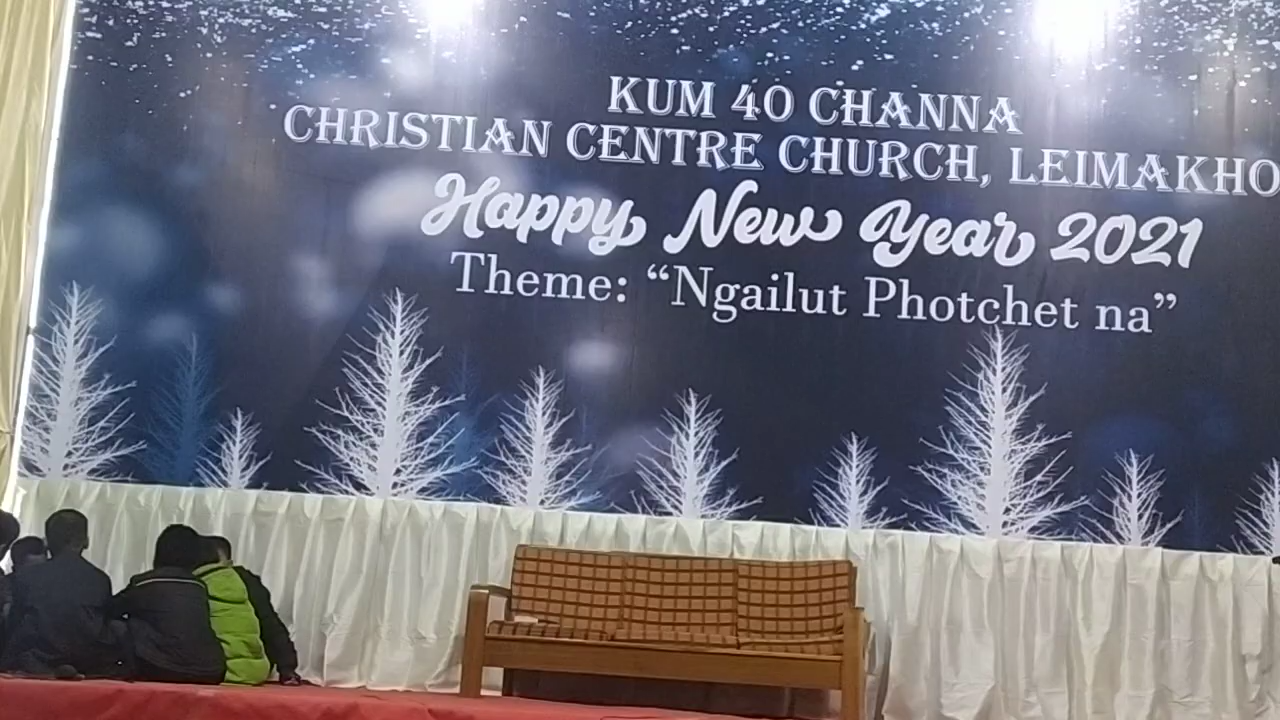 KUM 40 CHANNA
CHRISTIAN CENTRE CHURCH, LEIMAKHO
Happy New Year 2021
Theme: “Ngailut Photchet na”